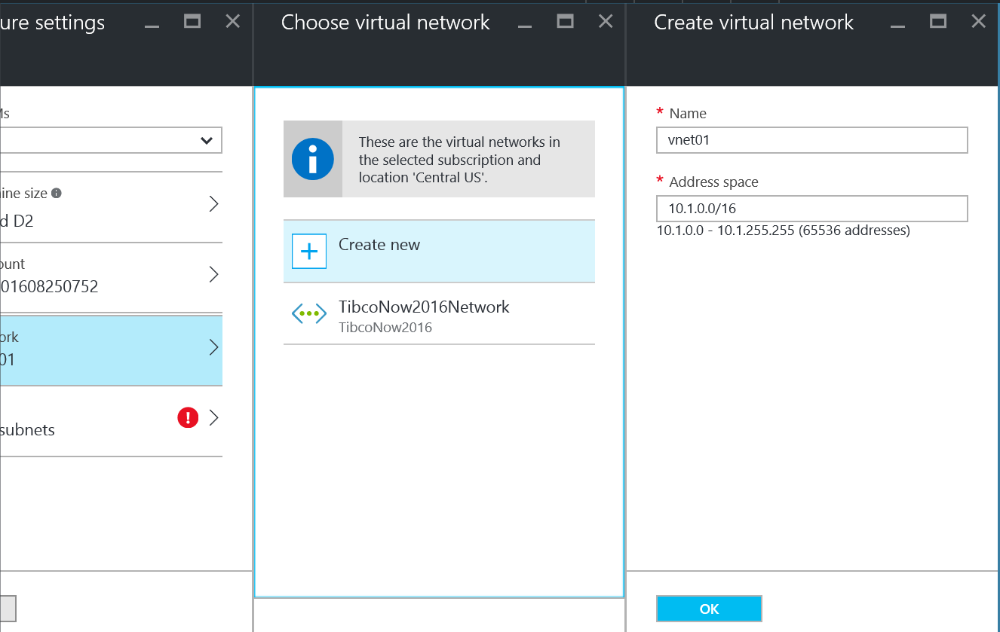 ure settings
Choose virtual network
Create virtual network
Ms
ine size
d D2
ount
01608250752
ork
01
subnets
These are the virtual networks in
the selected subscription and
location 'Central US'.
Create new
TibcoNow2016Network
TibcoNow2016
* Name
vnet01
* Address space
10.1.0.0/16
10.1.0.0 - 10.1.255.255 (65536 addresses)
OK